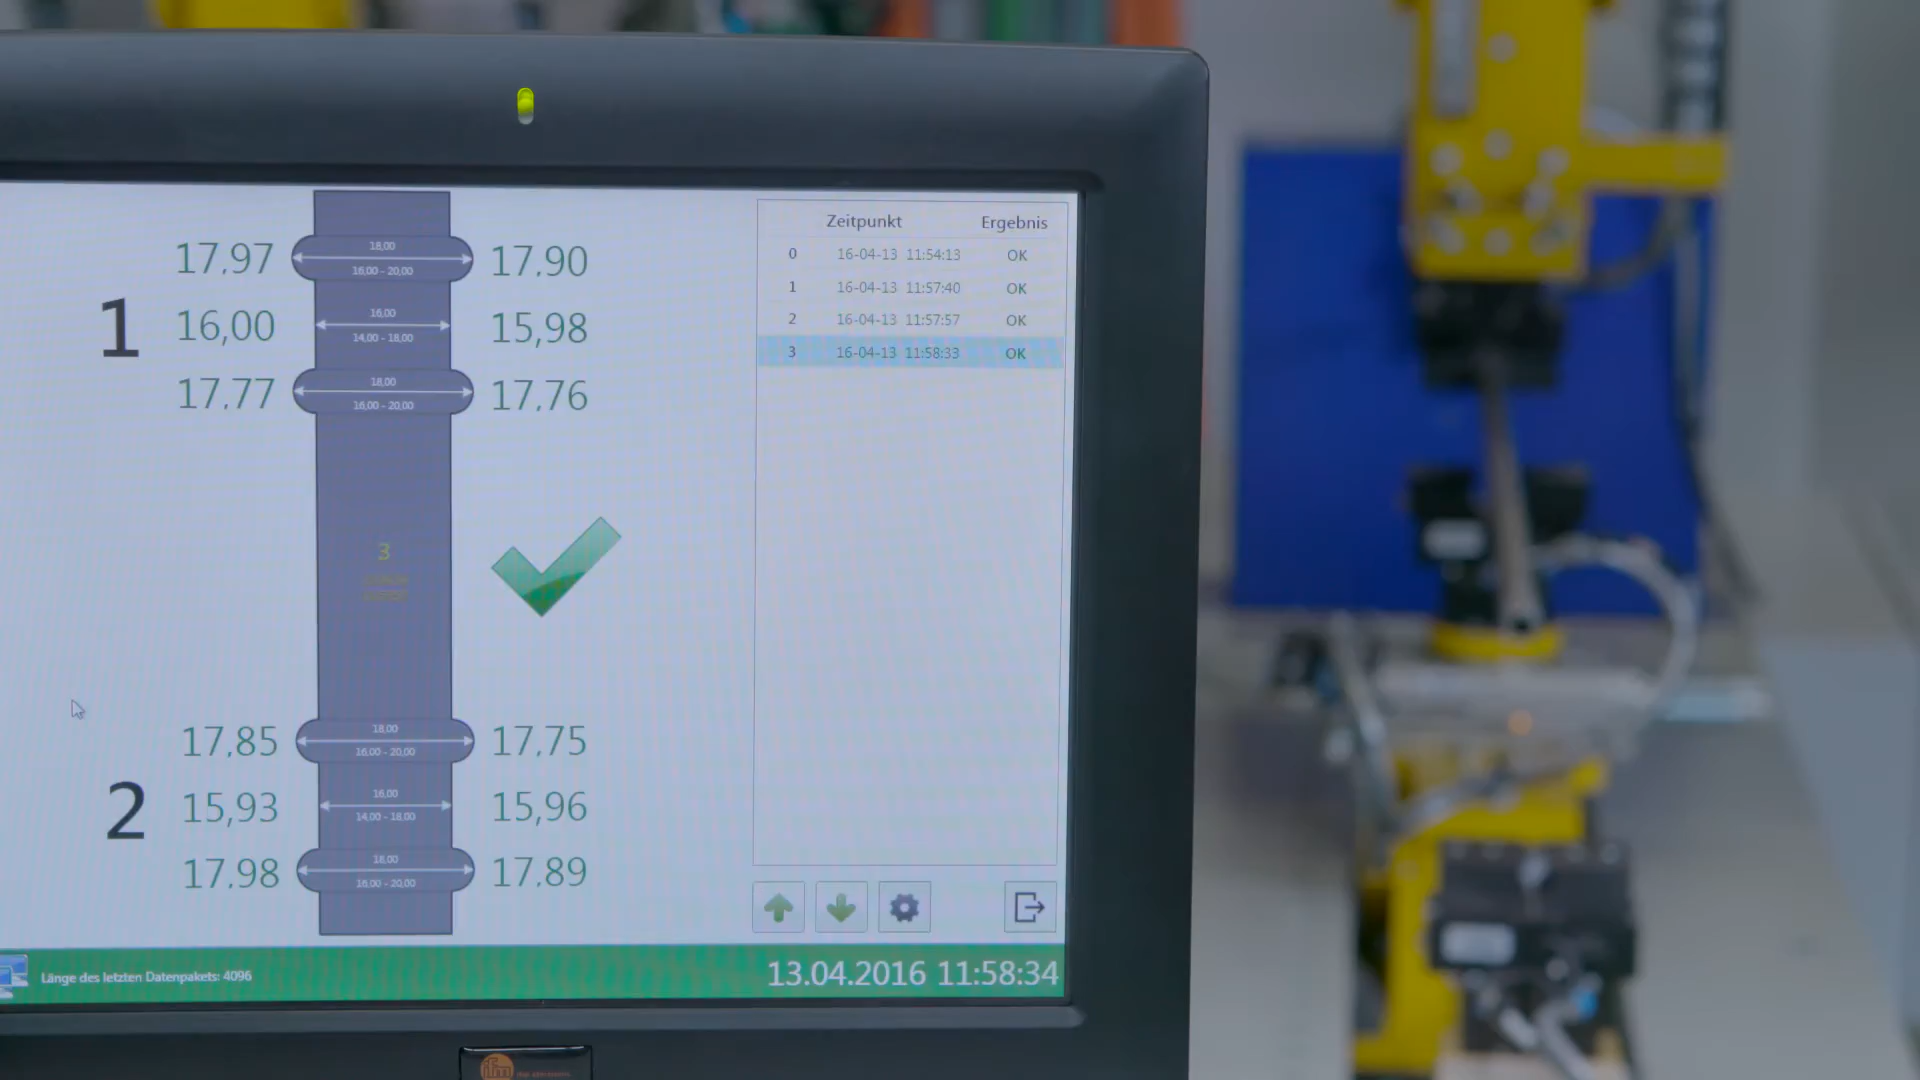 Zeitpunkt Ergebnis
0 16-04-13 11:54:13 OK
1 16-04-13 11:57:40 OK
2 16-04-13 11:57:57 OK
3 16-04-13 11:58:33 OK
1
17,97 18,00 17,90
16,00 - 20,00
16,00 16,00 15,98
14,00 - 18,00
17,77 18,00 17,76
16,00 - 20,00
3
2
17,85 18,00 17,75
16,00 - 20,00
15,93 16,00 15,96
14,00 - 18,00
17,98 18,00 17,89
16,00 - 20,00
Länge des letzten Datenpakets: 4096
13.04.2016 11:58:34
ifm